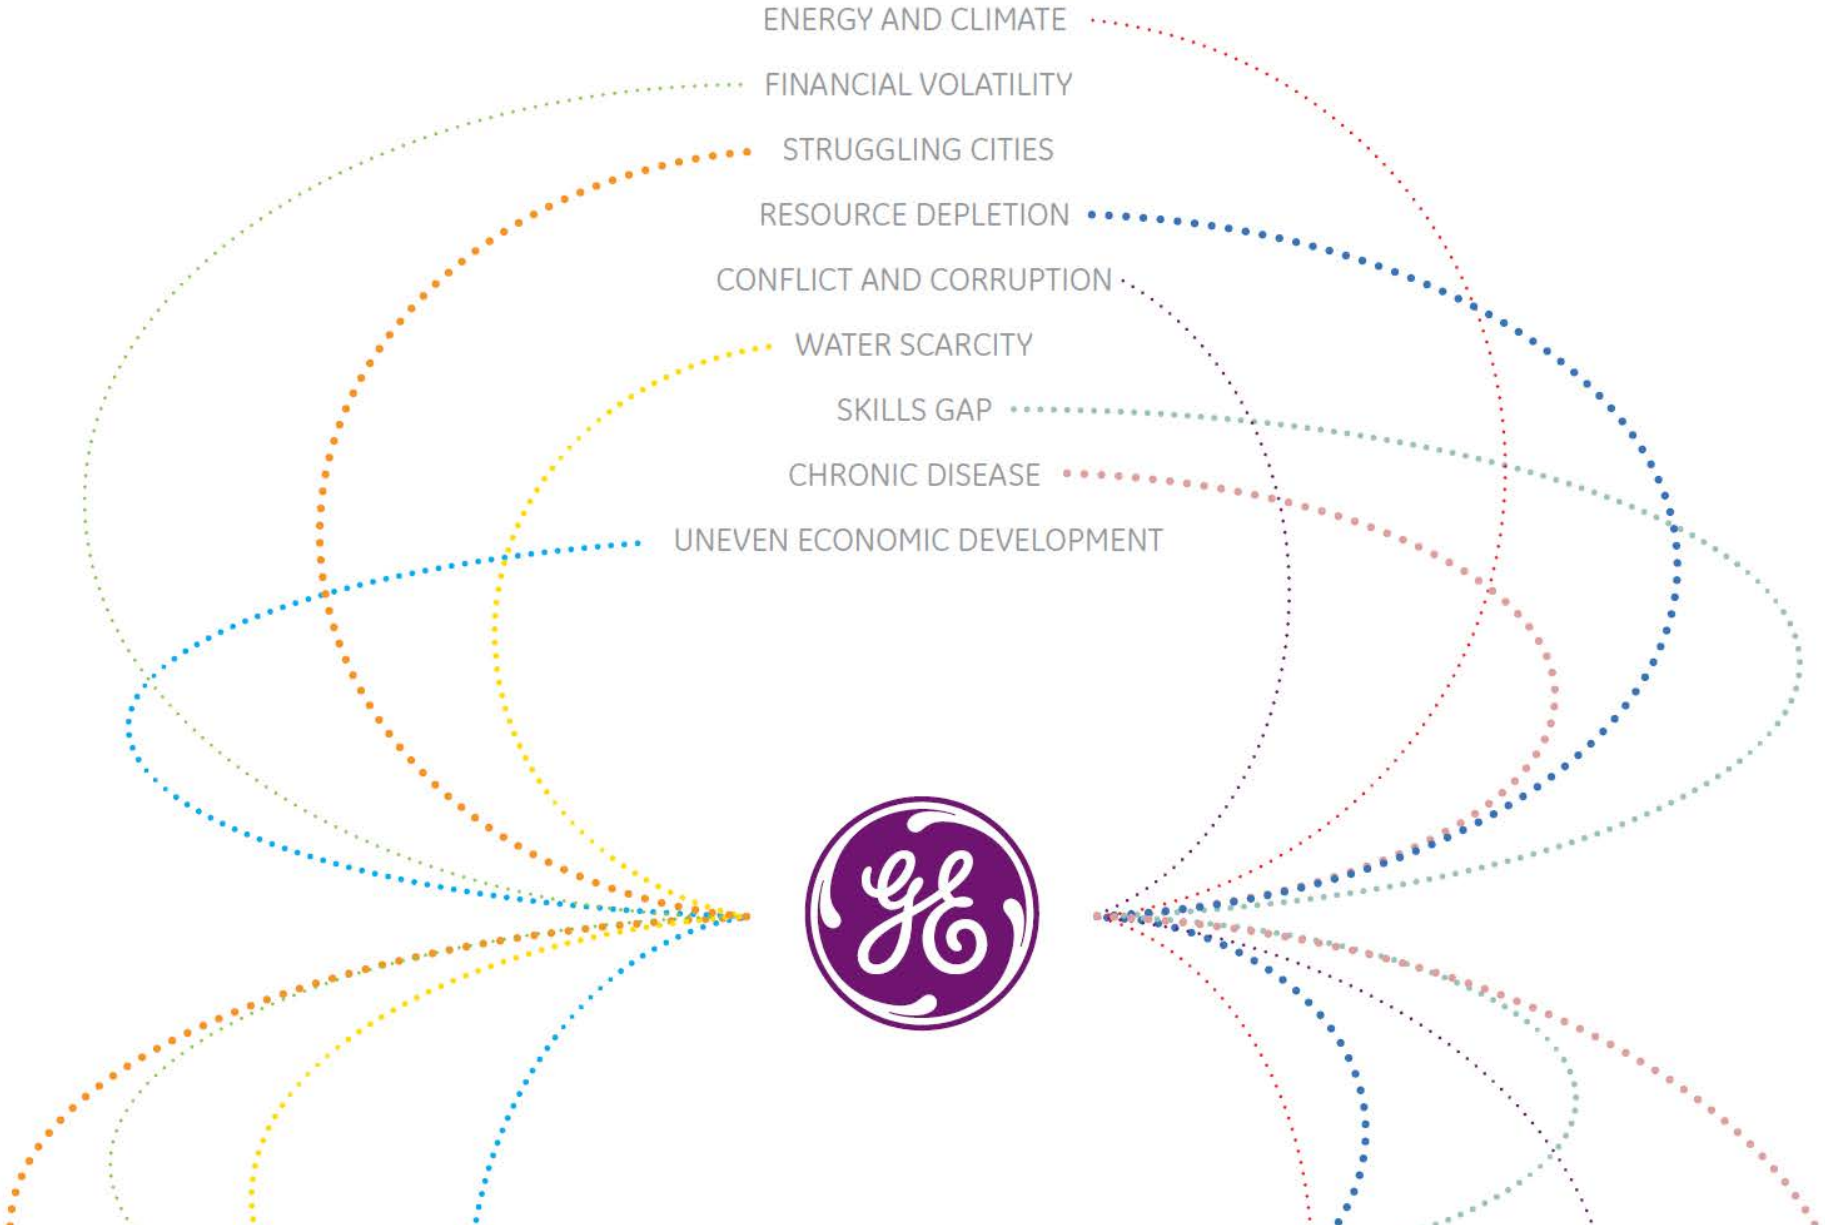 ENERGY AND CLIMATE
FINANCIAL VOLATILITY
STRUGGLING CITIES
RESOURCE DEPLETION
CONFLICT AND CORRUPTION
WATER SCARCITY
SKILLS GAP
CHRONIC DISEASE
UNEVEN ECONOMIC DEVELOPMENT
GE